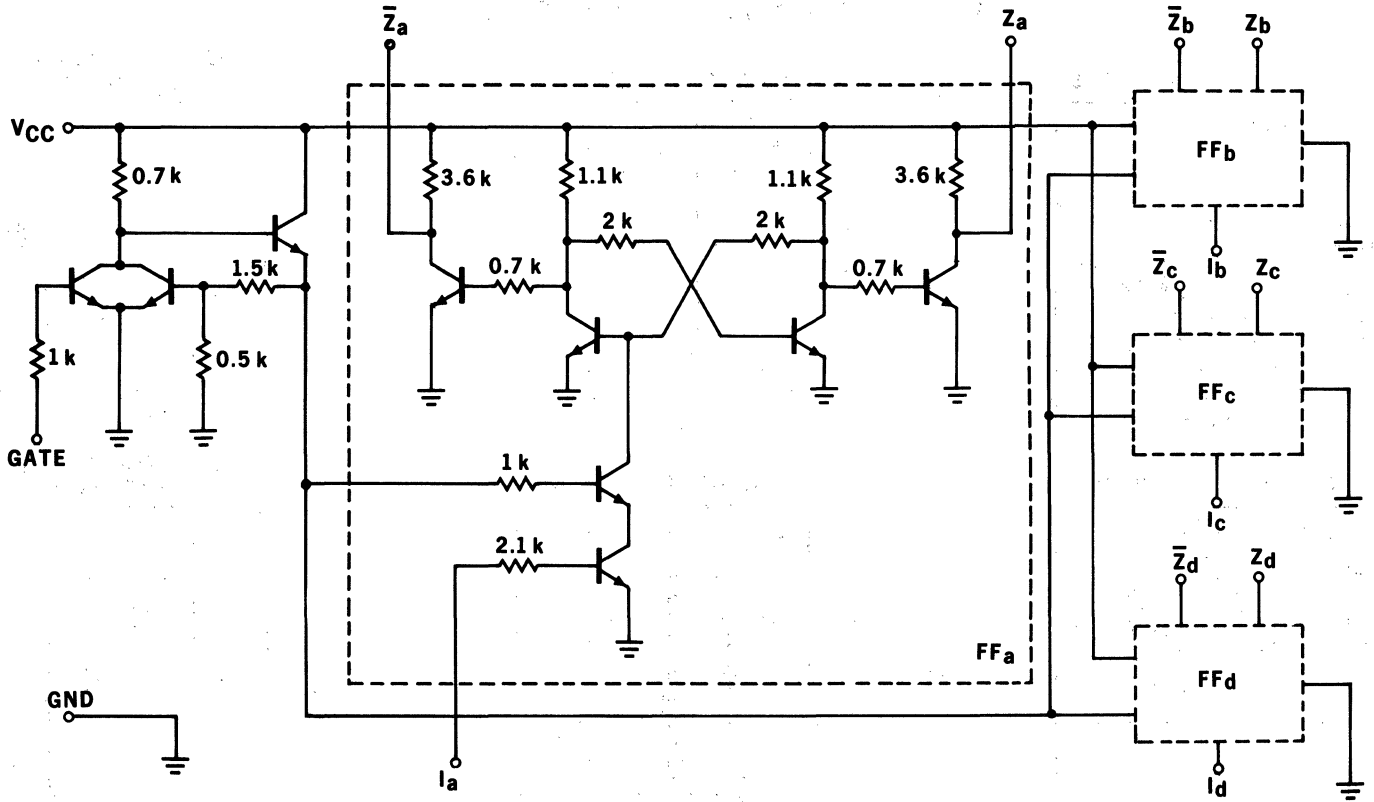 Z̅a
Za
Z̅b
Zb
VCC
0.7 k
3.6 k
1.1 k
1.1 k
3.6 k
FFb
2 k
2 k
1.5 k
0.7 k
0.7 k
Ib
Z̅c
Zc
1 k
0.5 k
GATE
FFc
1 k
Ic
2.1 k
Z̅d
Zd
FFa
FFd
GND
Ia
Id